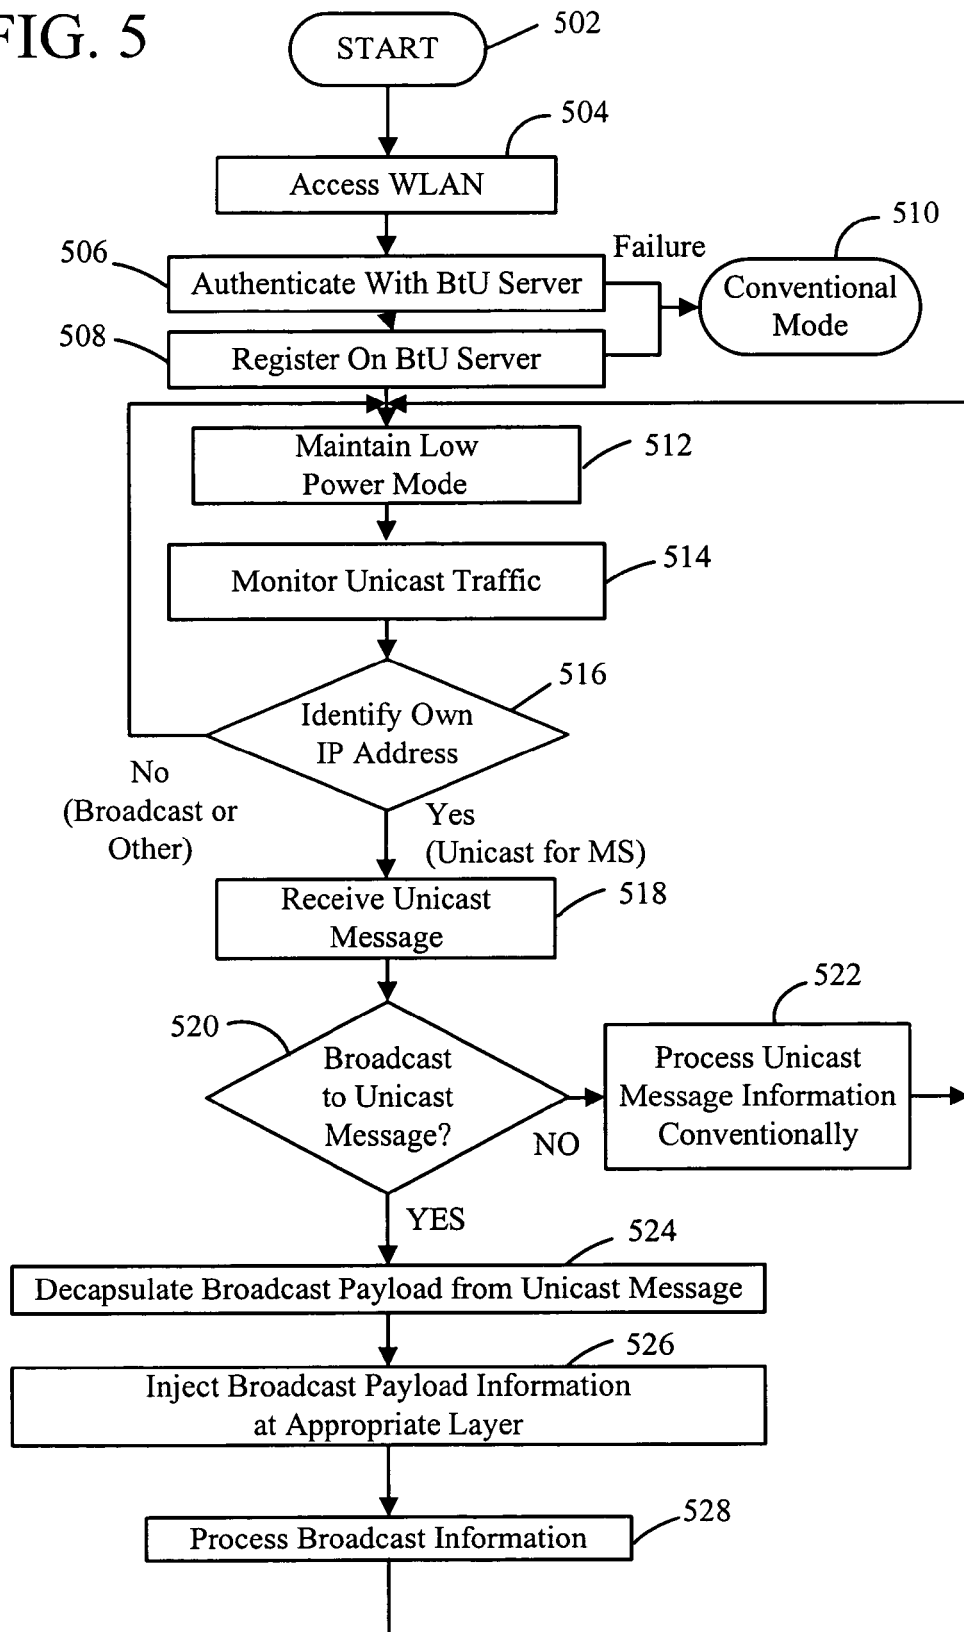 FIG. 5
START
502
504
Access WLAN
506
Authenticate With BtU Server
Failure
510
Conventional
Mode
508
Register On BtU Server
Maintain Low
Power Mode
512
Monitor Unicast Traffic
514
516
Identify Own
IP Address
No
(Broadcast or
Other)
Yes
(Unicast for MS)
Receive Unicast
Message
518
520
Broadcast
to Unicast
Message?
NO
522
Process Unicast
Message Information
Conventionally
YES
524
Decapsulate Broadcast Payload from Unicast Message
526
Inject Broadcast Payload Information
at Appropriate Layer
528
Process Broadcast Information